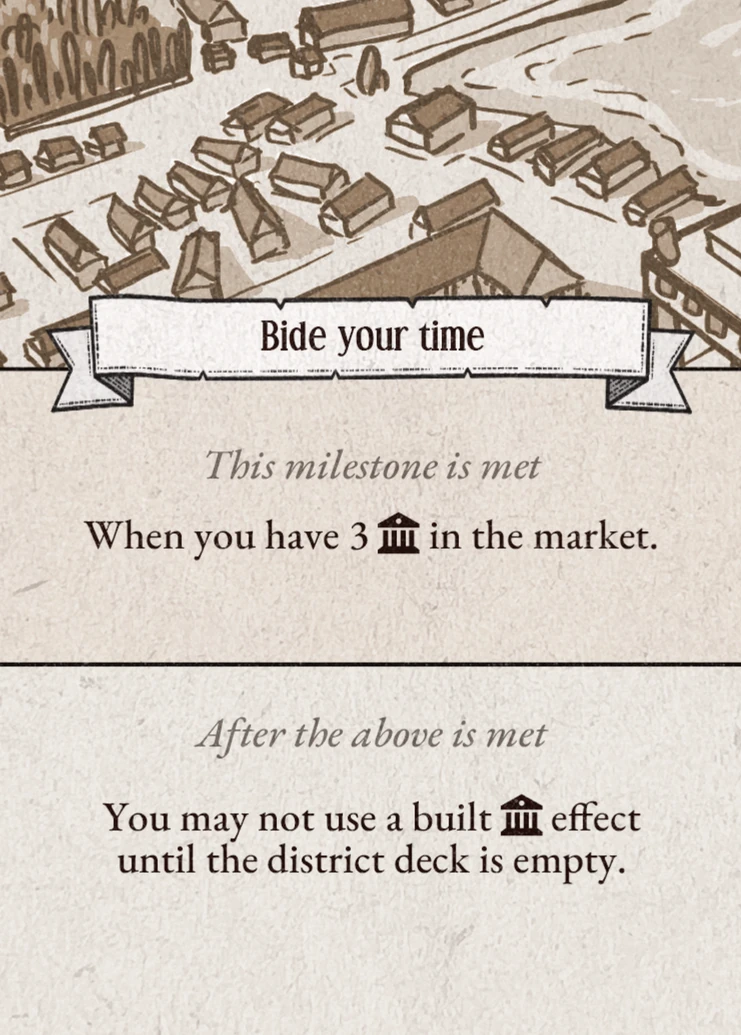 Bide your time
This milestone is met
When you have 3 in the market.
After the above is met
You may not use a built effect
until the district deck is empty.